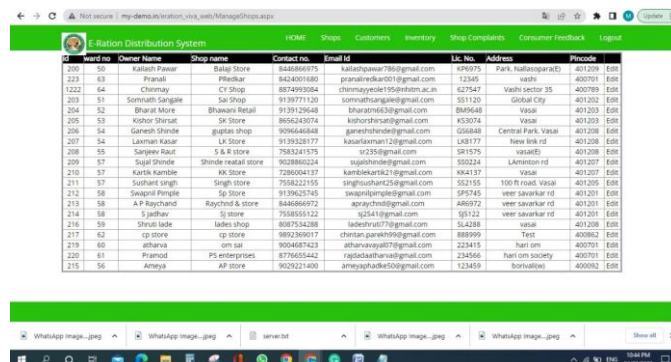 Not secure | my-demo.in/eration_viva_web/ManageShops.aspx Update
E-Ration Distribution System HOME Shops Customers Inventory Shop Complaints Consumer Feedback Logout
Id ward no Owner Name Shop name Contact no. Email Id Lic. No. Address Pincode
200 50 Kailash Pawar Balaji Store 8446866975 kailashpawar786@gmail.com KP6975 Park, Nallasopara(E) 401209 Edit
223 63 Pranali PRedkar 8424001680 pranaliredkar001@gmail.com 12345 vashi 400701 Edit
1222 64 Chinmay CY Shop 8874993084 chinmayyeole195@nhitm.ac.in 627547 Vashi sector 35 400789 Edit
203 51 Somnath Sangale Sai Shop 9139771120 somnathsangale@gmail.com SS1120 Global City 401202 Edit
204 52 Bharat More Bhawani Retail 9139129648 bharatm663@gmail.com BM9648 Vasai 401203 Edit
205 53 Kishor Shirsat SK Store 8656243074 kishorshirsat@gmail.com KS3074 Vasai 401203 Edit
206 54 Ganesh Shinde guptas shop 9096646848 ganeshshinde@gmail.com GS6848 Central Park. Vasai 401208 Edit
207 54 Laxman Kasar LK Store 9139328177 kasarlaxman12@gmail.com LK8177 New link rd 401208 Edit
208 55 Sanjeev Raut S & R store 7583241575 sr235@gmail.com SR1575 vasai(E) 401208 Edit
209 57 Sujal Shinde Shinde reatail store 9028860224 sujalshinde@gmail.com SS0224 LAminton rd 401207 Edit
210 57 Kartik Kamble KK Store 7286004137 kamblekartik21@gmail.com KK4137 Vasai 401207 Edit
211 57 Sushant singh Singh store 7558222155 singhsushant25@gmail.com SS2155 100 ft road. Vasai 401205 Edit
212 58 Swapnil Pimple Sp Store 9139625745 swapnilpimple@gmail.com SP5745 veer savarkar rd 401201 Edit
213 58 A P Raychand Raychnd & store 8446866972 apraychnd@gmail.com AR6972 veer savarkar rd 401201 Edit
214 58 S jadhav SJ store 7558555122 sj2541@gmail.com SJ5122 veer savarkar rd 401201 Edit
216 59 Shruti lade lades shop 8087534288 ladeshruti77@gmail.com SL4288 vasai 401208 Edit
217 62 cp store cp store 9892369017 chintan.parekh99@gmail.com 888999 Test 400862 Edit
219 60 atharva om sai 9004687423 atharvavayal07@gmail.com 223415 hari om 400701 Edit
220 61 Pramod PS enterprises 8776655442 rajdadaatharva@gmail.com 234566 hari om society 400701 Edit
215 56 Ameya AP store 9029221400 ameyaphadke50@gmail.com 123459 borivali(w) 400092 Edit
WhatsApp Image....jpeg WhatsApp Image....jpeg server.txt WhatsApp Image....jpeg WhatsApp Image....jpeg Show all
ENG 10:44 PM